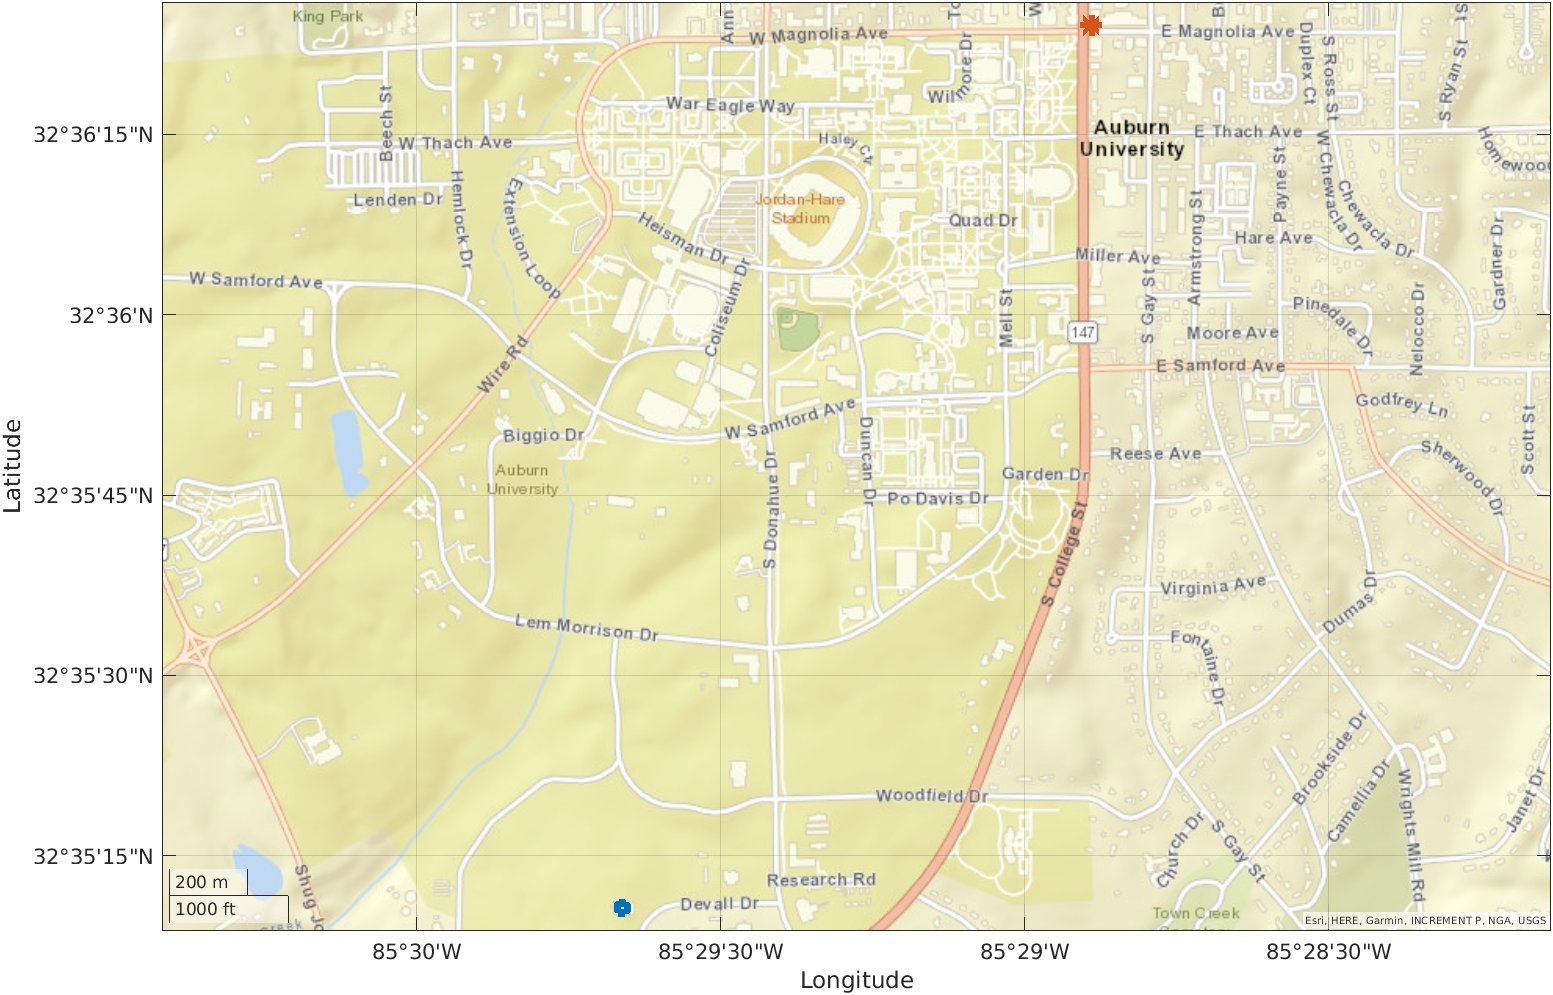 King Park
Ann
W Magnolia Ave
E Magnolia Ave
Wilmore Dr
Duplex Ct
S Ross St
S Ryan St
Beech St
War Eagle Way
32°36'15"N
W Thach Ave
Haley Ctr
Auburn
University
E Thach Ave
Lenden Dr
Hemlock Dr
Extension Loop
Jordan-Hare
Stadium
Heisman Dr
Quad Dr
Payne St
W Chewacla Dr
Chewacla Dr
Armstrong St
Hare Ave
Gardner Dr
Miller Ave
W Samford Ave
Coliseum Dr
S Gay St
32°36'N
Mell St
147
Moore Ave
Pinedale Dr
Nelocco Dr
Wire Rd
E Samford Ave
Godfrey Ln
Scott St
W Samford Ave
Biggio Dr
Duncan Dr
Reese Ave
Sherwood Dr
Auburn
University
S Donahue Dr
Garden Dr
32°35'45"N
Po Davis Dr
S College St
Virginia Ave
Dumas Dr
Lem Morrison Dr
Fontaine Dr
32°35'30"N
Brookside Dr
Camellia Dr
Wrights Mill Rd
Janet Dr
Woodfield Dr
Church Dr
S Gay St
32°35'15"N
Shug Jo
200 m
1000 ft
Research Rd
Devall Dr
Town Creek
Esri, HERE, Garmin, INCREMENT P, NGA, USGS
85°30'W
85°29'30"W
85°29'W
85°28'30"W
Longitude
Latitude